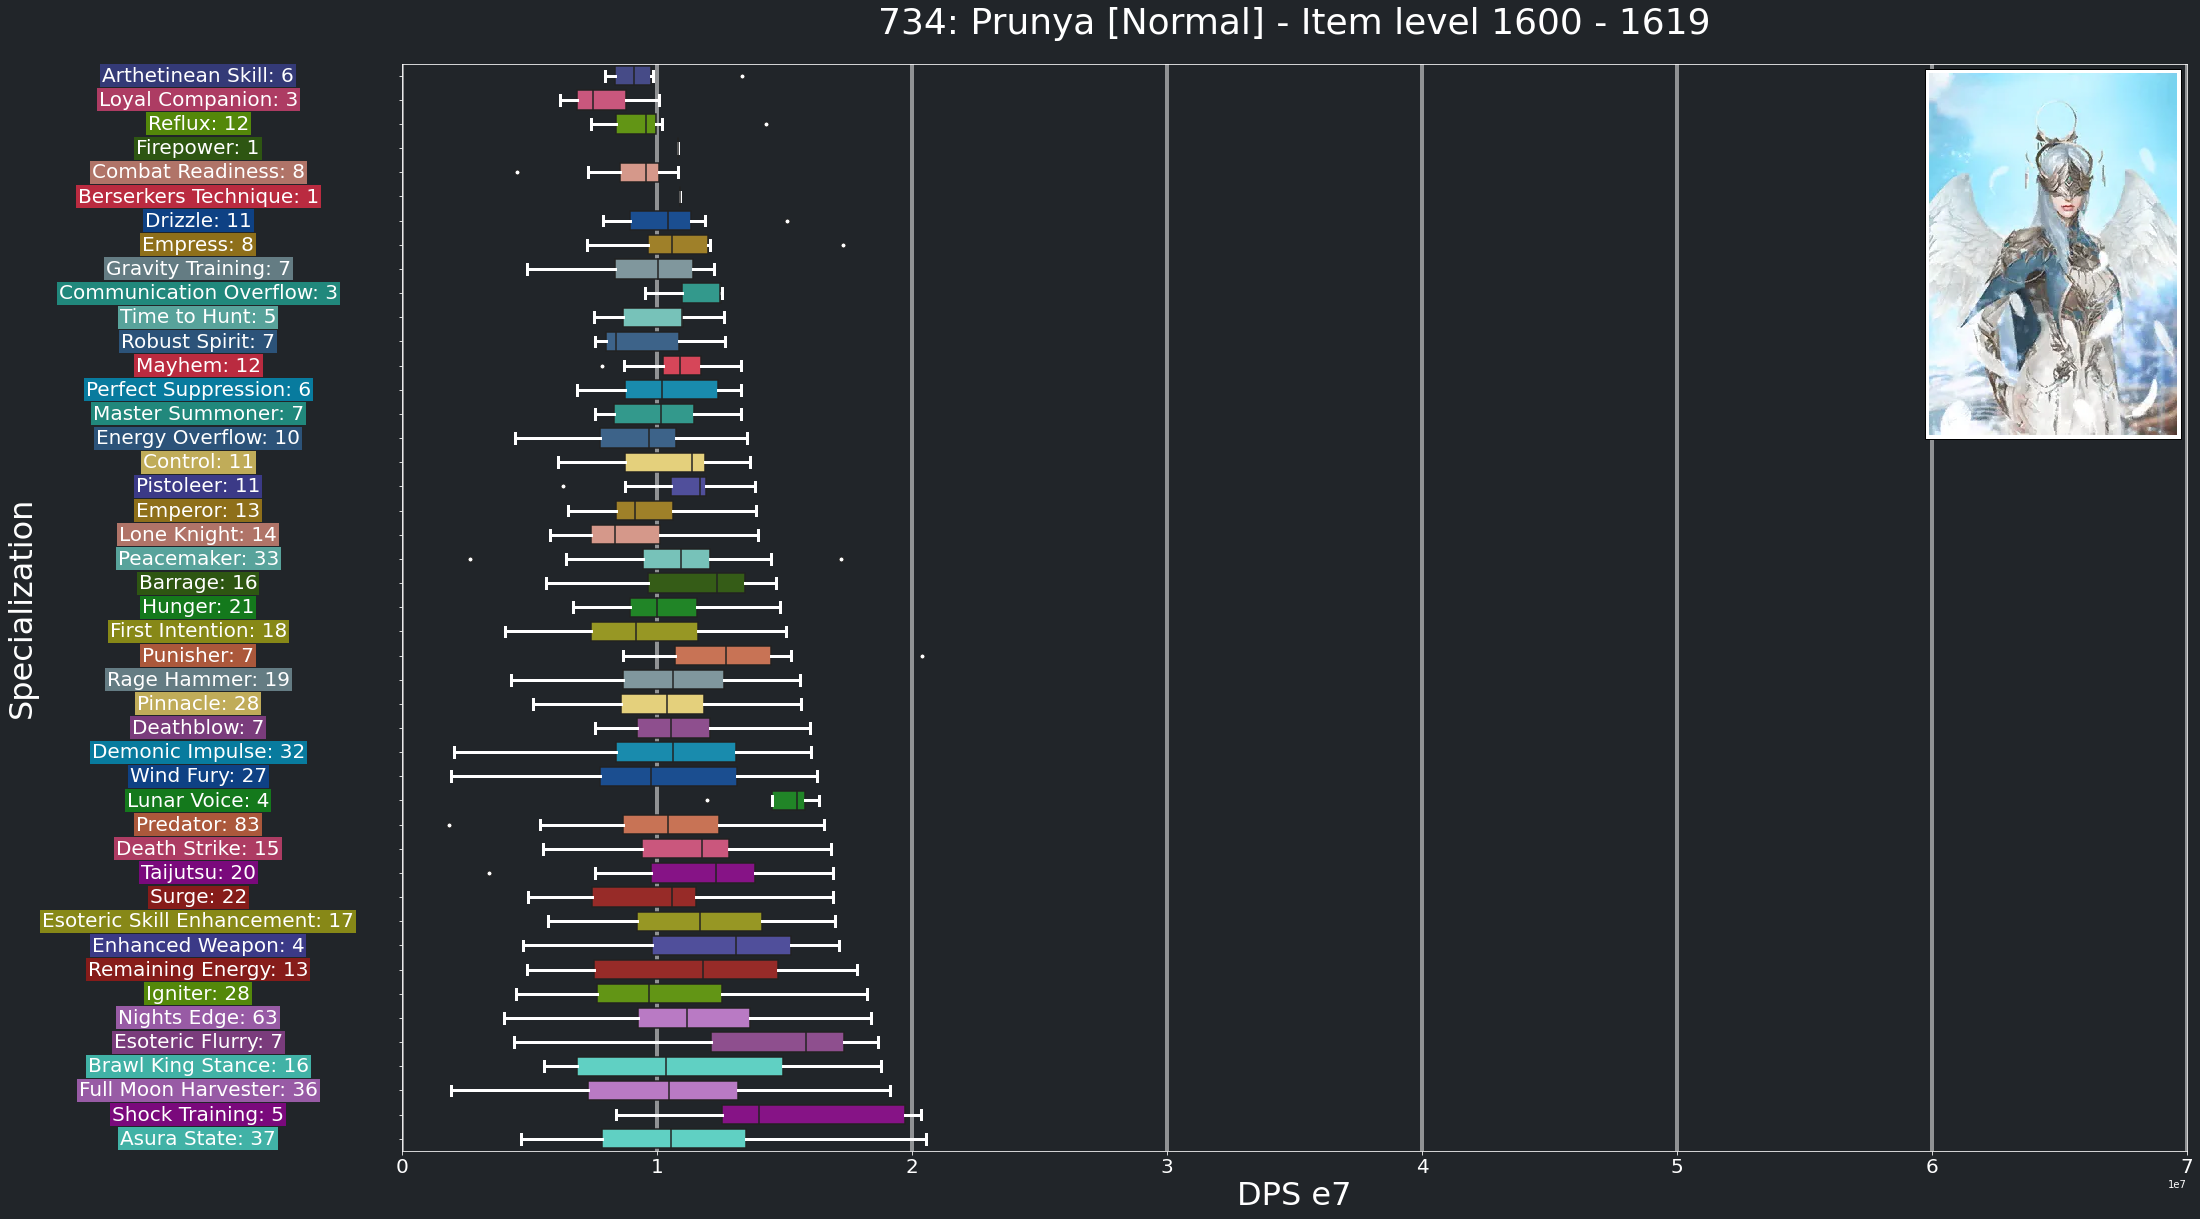 734: Prunya [Normal] - Item level 1600 - 1619
Specialization
Arthetinean Skill: 6
Loyal Companion: 3
Reflux: 12
Firepower: 1
Combat Readiness: 8
Berserkers Technique: 1
Drizzle: 11
Empress: 8
Gravity Training: 7
Communication Overflow: 3
Time to Hunt: 5
Robust Spirit: 7
Mayhem: 12
Perfect Suppression: 6
Master Summoner: 7
Energy Overflow: 10
Control: 11
Pistoleer: 11
Emperor: 13
Lone Knight: 14
Peacemaker: 33
Barrage: 16
Hunger: 21
First Intention: 18
Punisher: 7
Rage Hammer: 19
Pinnacle: 28
Deathblow: 7
Demonic Impulse: 32
Wind Fury: 27
Lunar Voice: 4
Predator: 83
Death Strike: 15
Taijutsu: 20
Surge: 22
Esoteric Skill Enhancement: 17
Enhanced Weapon: 4
Remaining Energy: 13
Igniter: 28
Nights Edge: 63
Esoteric Flurry: 7
Brawl King Stance: 16
Full Moon Harvester: 36
Shock Training: 5
Asura State: 37
0 1 2 3 4 5 6 7
1e7
DPS e7